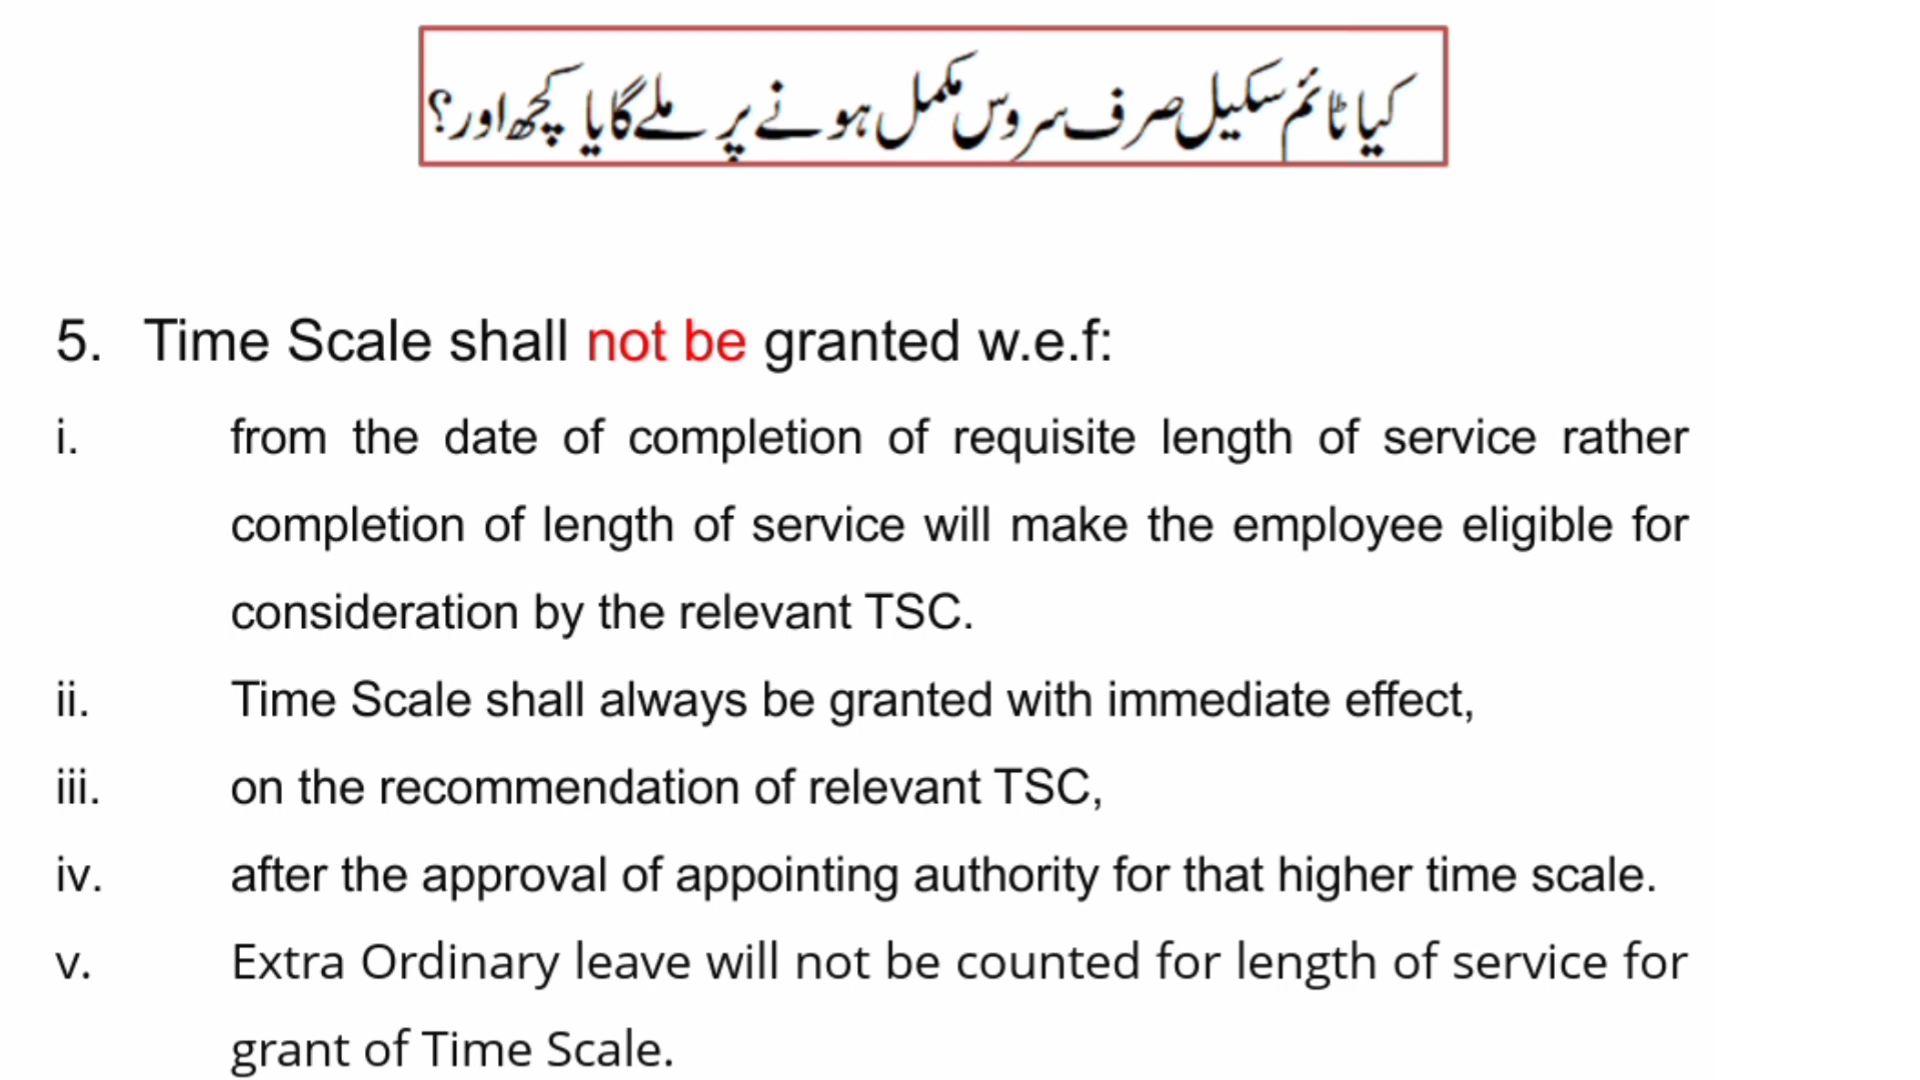 کیا ٹائم سکیل صرف سروس مکمل ہونے پر ملے گا یا کچھ اور؟
5. Time Scale shall not be granted w.e.f:
i. from the date of completion of requisite length of service rather
completion of length of service will make the employee eligible for
consideration by the relevant TSC.
ii. Time Scale shall always be granted with immediate effect,
iii. on the recommendation of relevant TSC,
iv. after the approval of appointing authority for that higher time scale.
v. Extra Ordinary leave will not be counted for length of service for
grant of Time Scale.